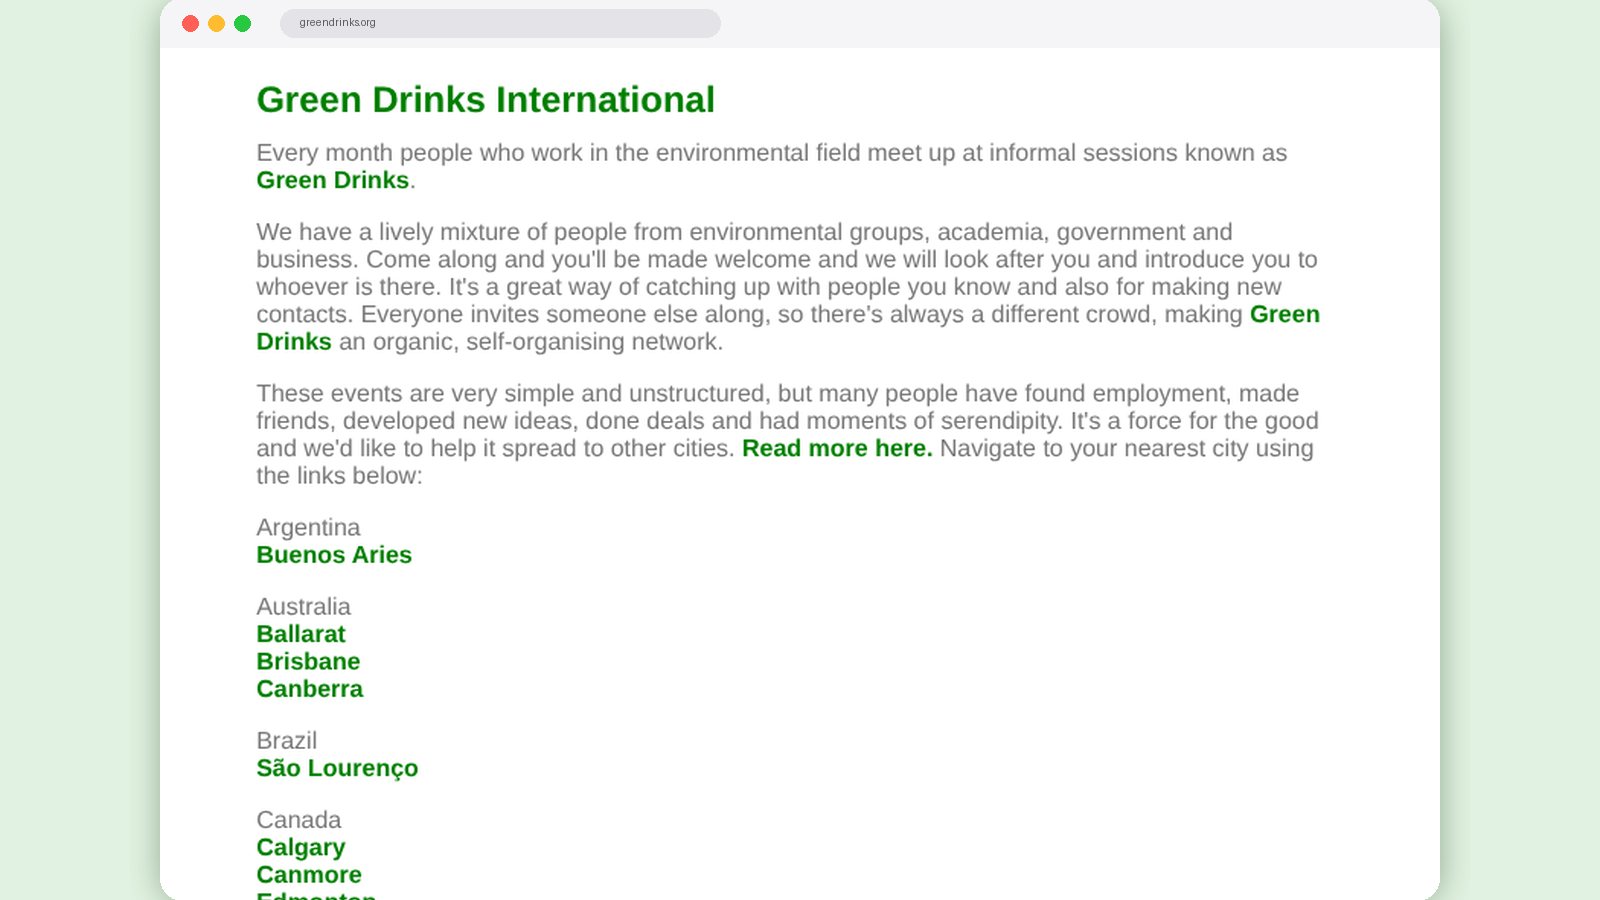 greendrinks.org
Green Drinks International
Every month people who work in the environmental field meet up at informal sessions known as
Green Drinks.
We have a lively mixture of people from environmental groups, academia, government and
business. Come along and you'll be made welcome and we will look after you and introduce you to
whoever is there. It's a great way of catching up with people you know and also for making new
contacts. Everyone invites someone else along, so there's always a different crowd, making Green
Drinks an organic, self-organising network.
These events are very simple and unstructured, but many people have found employment, made
friends, developed new ideas, done deals and had moments of serendipity. It's a force for the good
and we'd like to help it spread to other cities. Read more here. Navigate to your nearest city using
the links below:
Argentina
Buenos Aries
Australia
Ballarat
Brisbane
Canberra
Brazil
São Lourenço
Canada
Calgary
Canmore
Edmonton